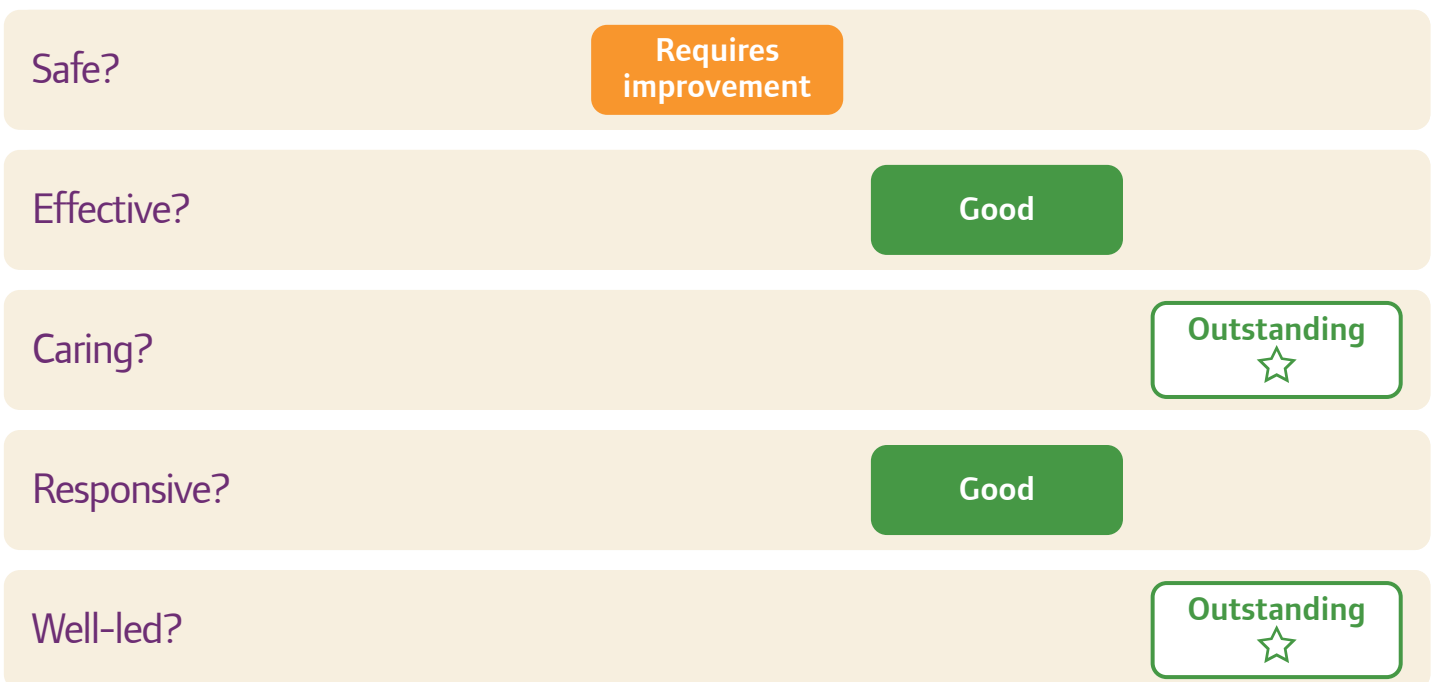 Safe?
Requires
improvement
Effective?
Good
Caring?
Outstanding
Responsive?
Good
Well-led?
Outstanding